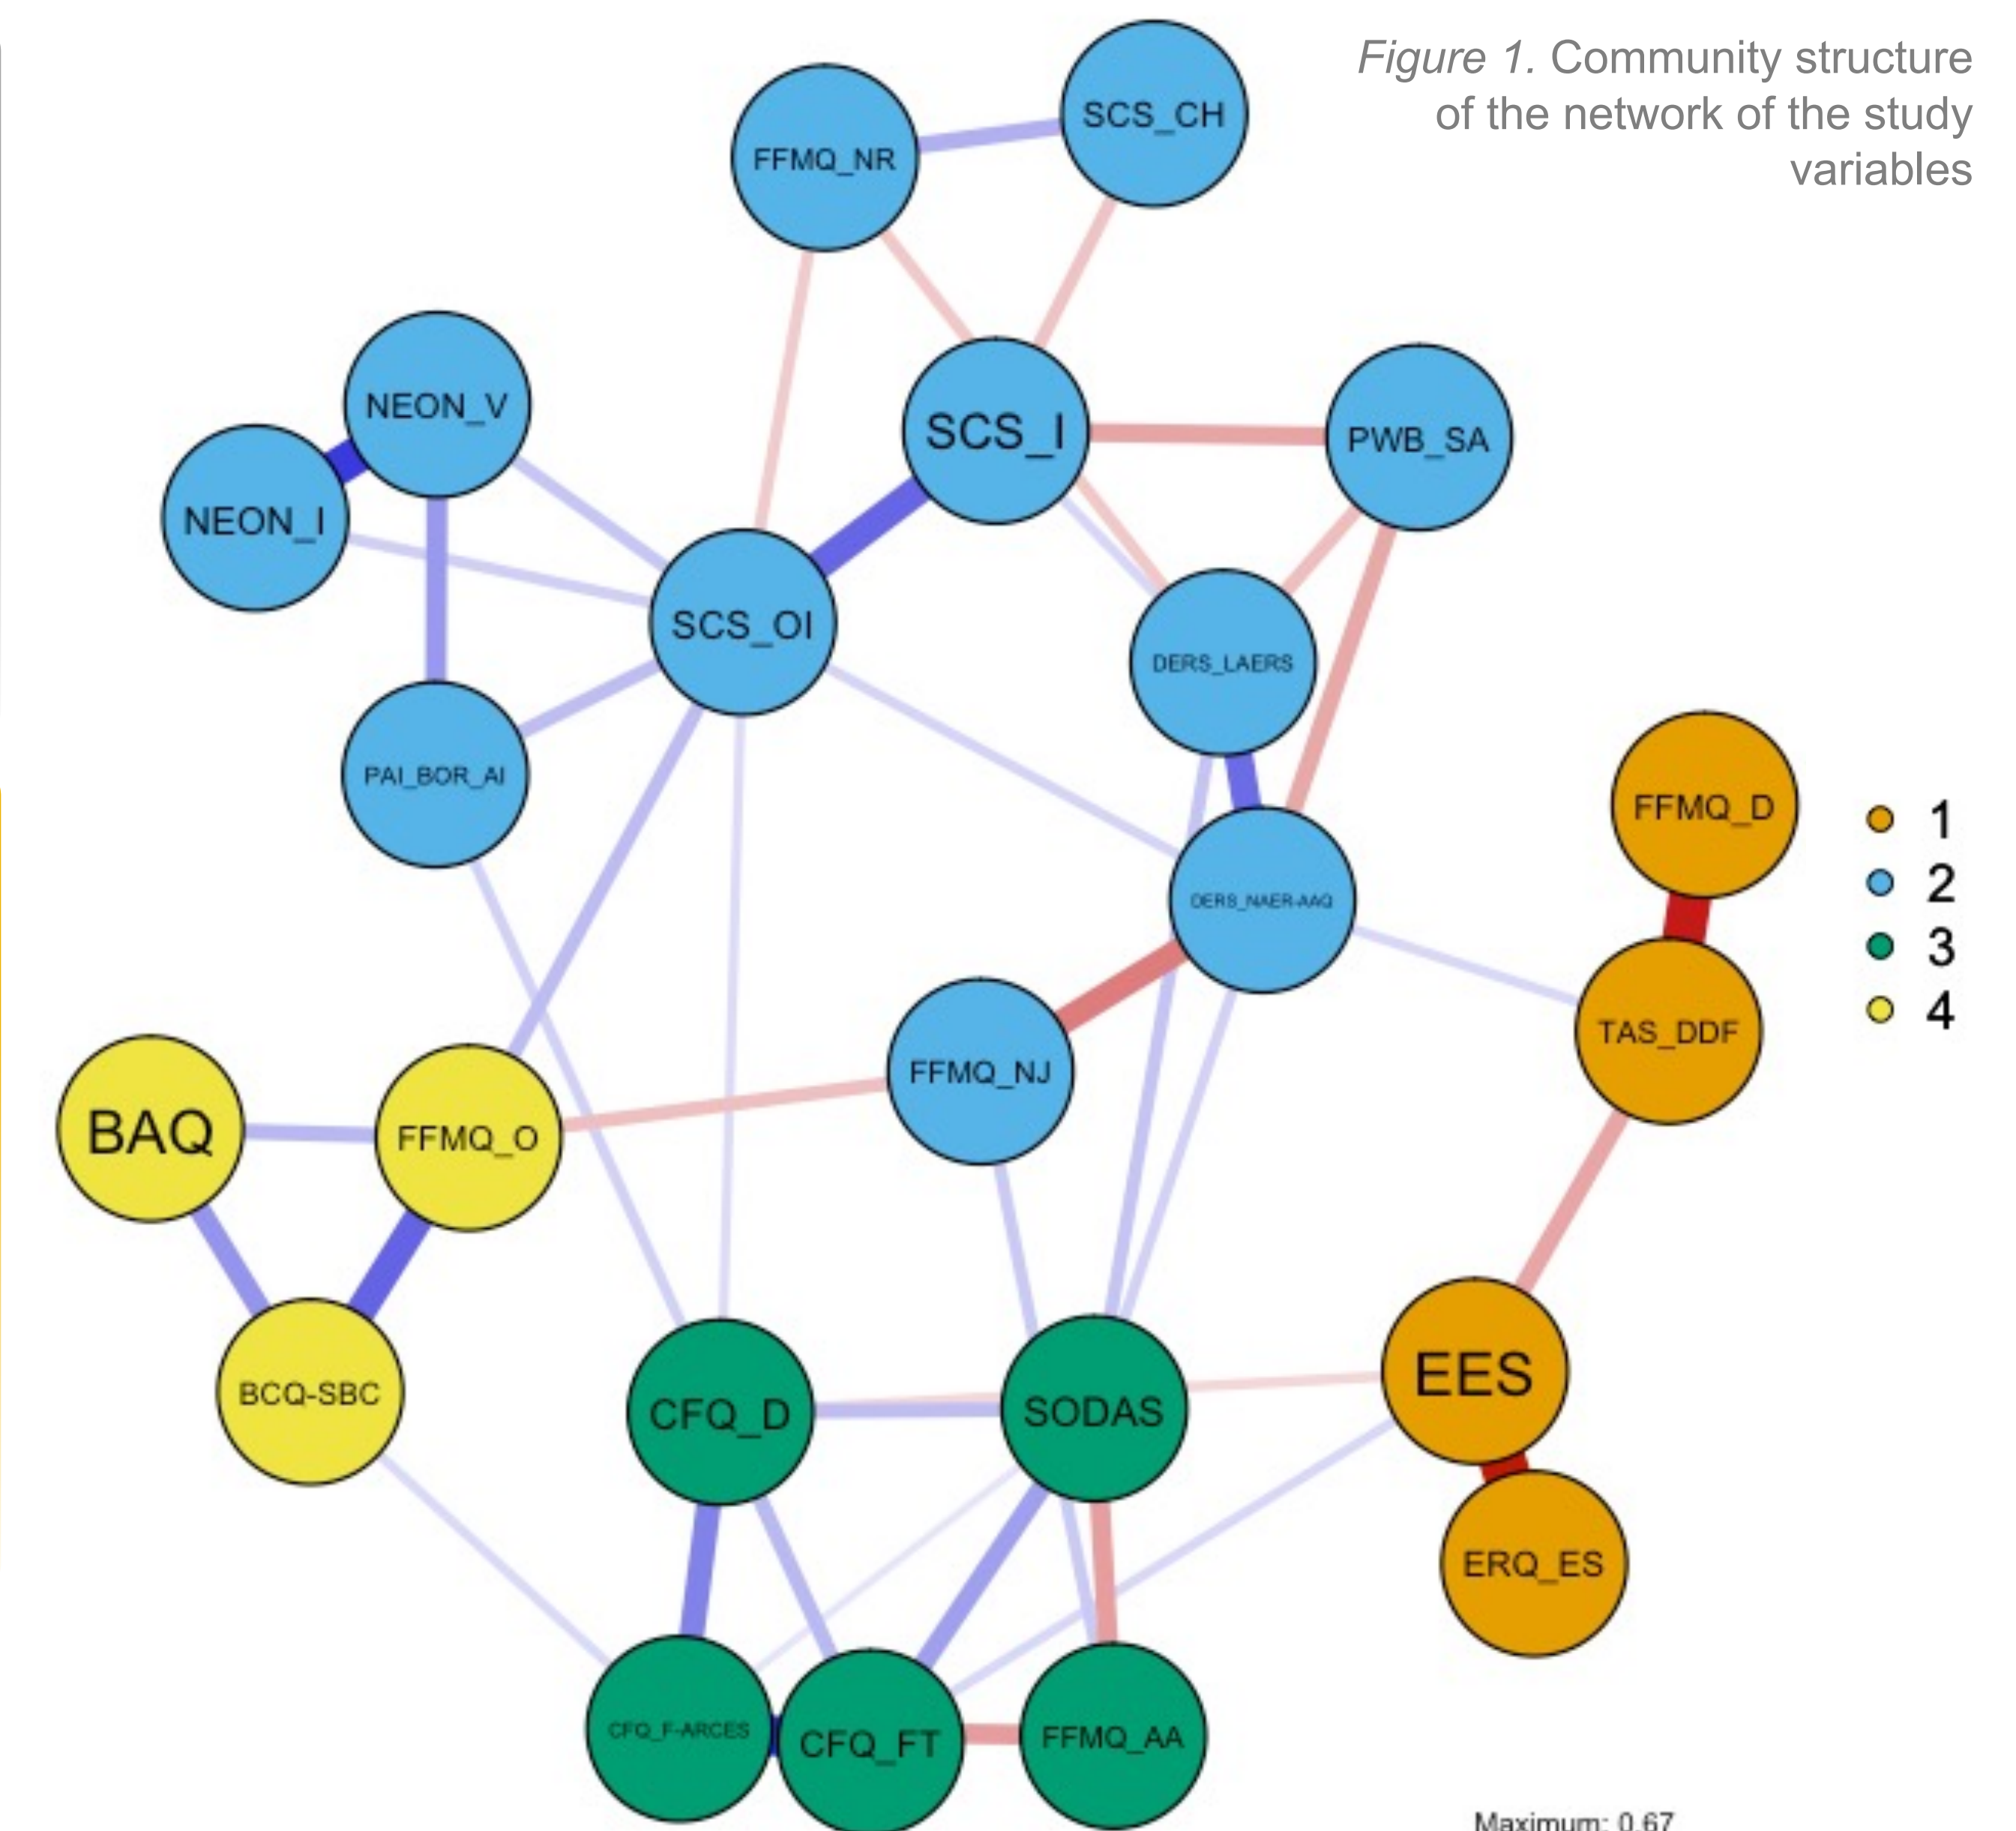 Figure 1. Community structure
of the network of the study
variables
SCS_CH
FFMQ_NR
NEON_V
SCS_I
PWB_SA
NEON_I
SCS_OI
DERS_LAERS
PAI_BOR_AI
FFMQ_D
1
2
3
4
DERS_NAER-AAQ
TAS_DDF
FFMQ_NJ
BAQ
FFMQ_O
BCQ-SBC
CFQ_D
SODAS
EES
ERQ_ES
CFQ_F-ARCES
CFQ_FT
FFMQ_AA
Maximum: 0.67